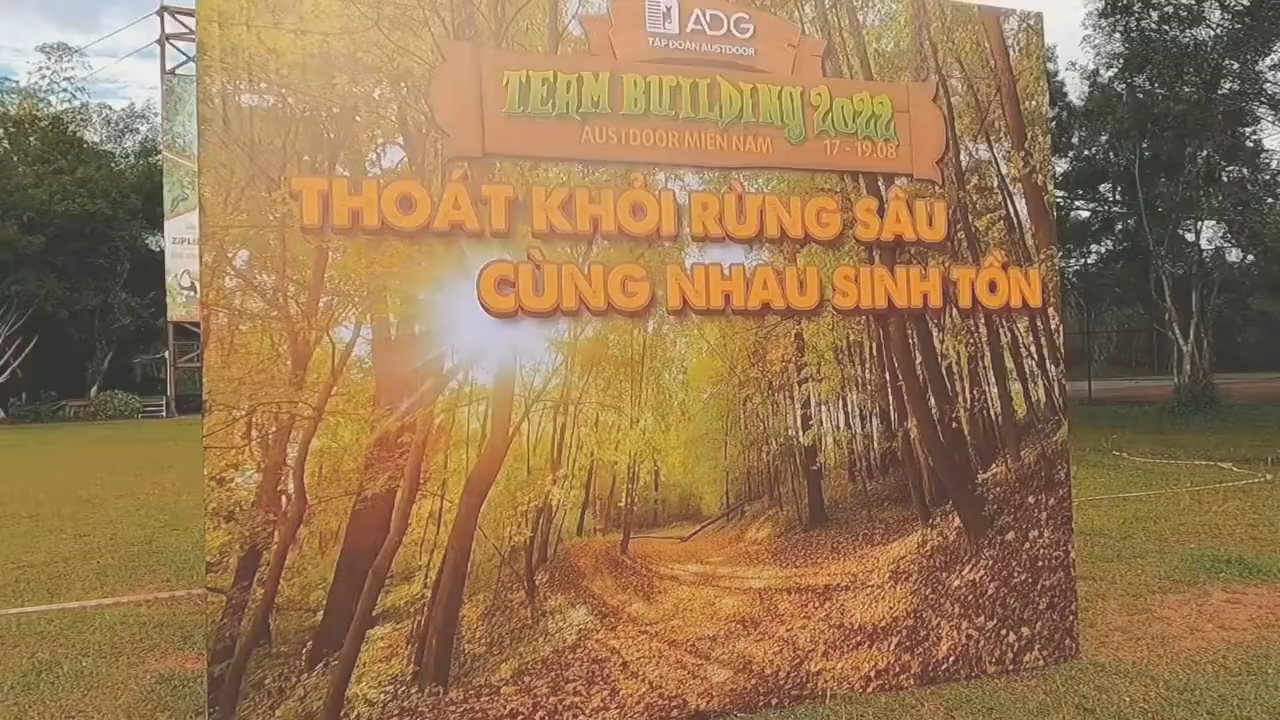 ADG
TẬP ĐOÀN AUSTDOOR
TEAM BUILDING 2022
AUSTDOOR MIỀN NAM 17 - 19.08
THOÁT KHỎI RỪNG SÂU
CÙNG NHAU SINH TỒN